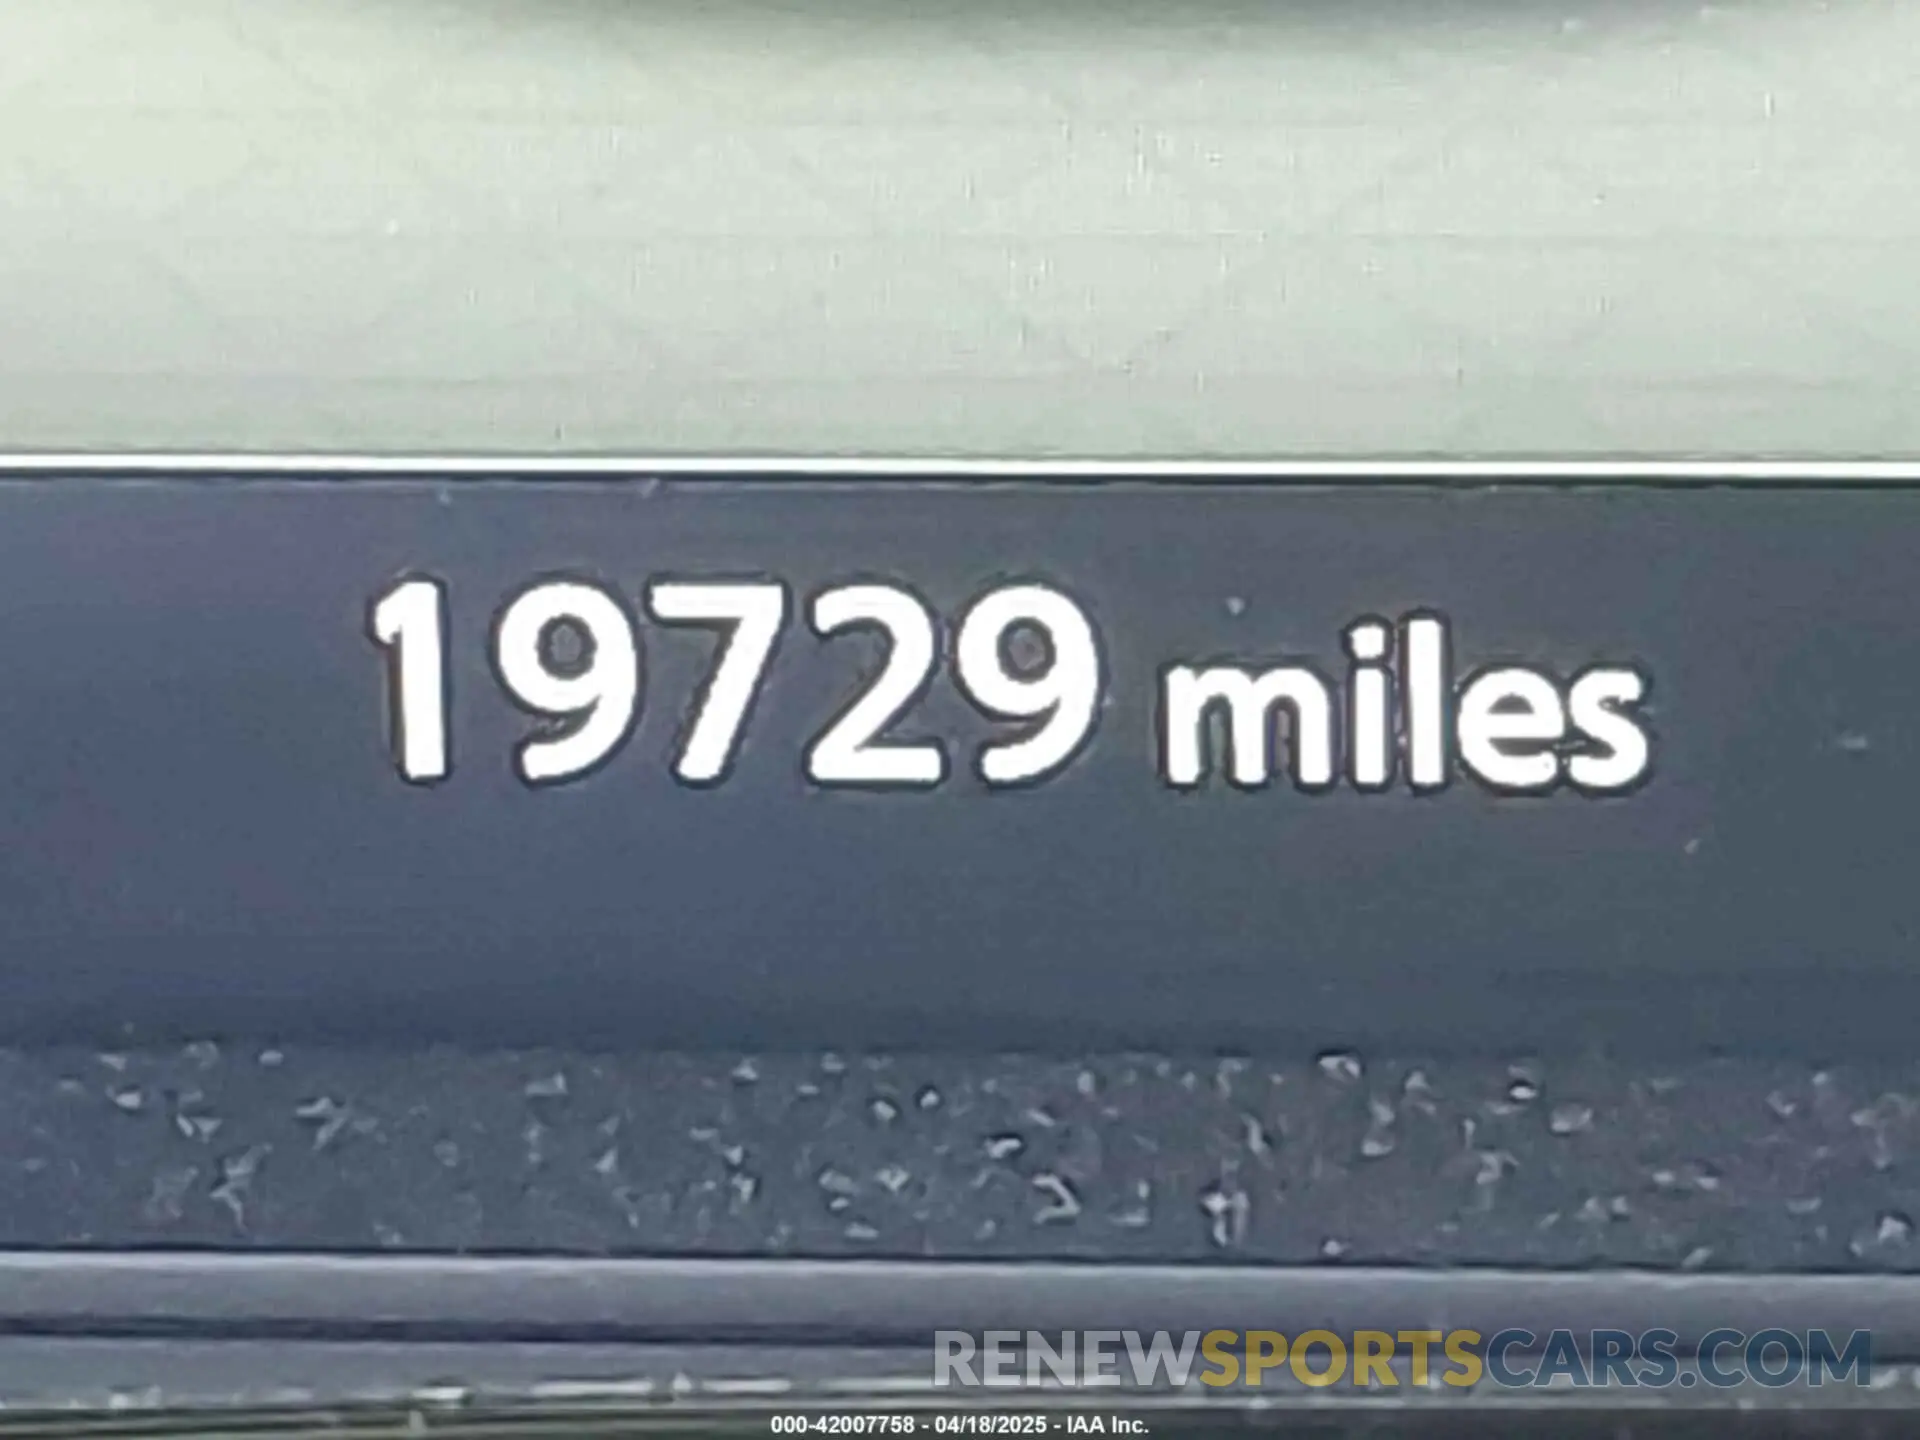 19729 miles
RENEWSPORTSCARS.COM
000-42007758 - 04/18/2025 - IAA Inc.